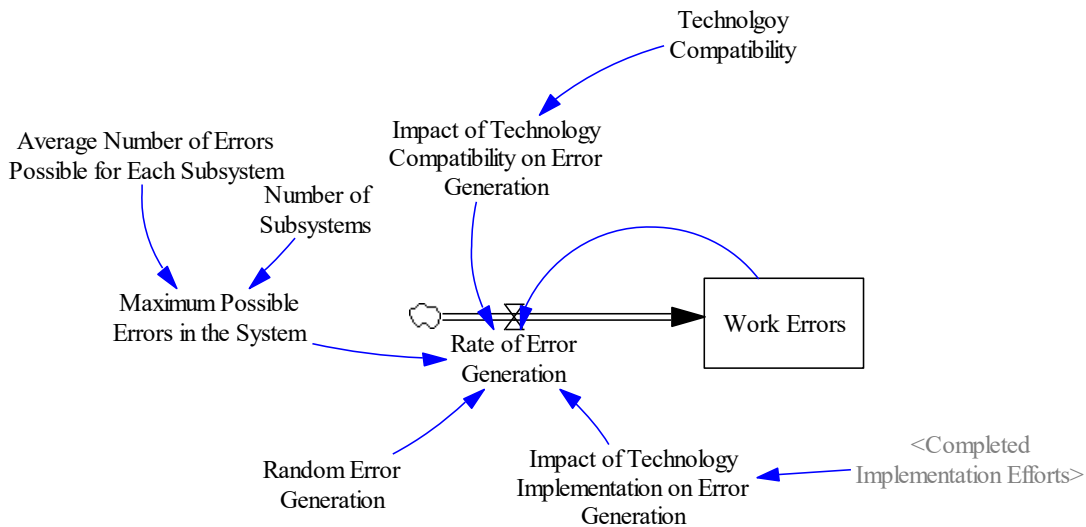 Technolgoy
Compatibility
Average Number of Errors
Possible for Each Subsystem
Impact of Technology
Compatibility on Error
Generation
Number of
Subsystems
Maximum Possible
Errors in the System
Work Errors
Rate of Error
Generation
Random Error
Generation
Impact of Technology
Implementation on Error
Generation
<Completed
Implementation Efforts>